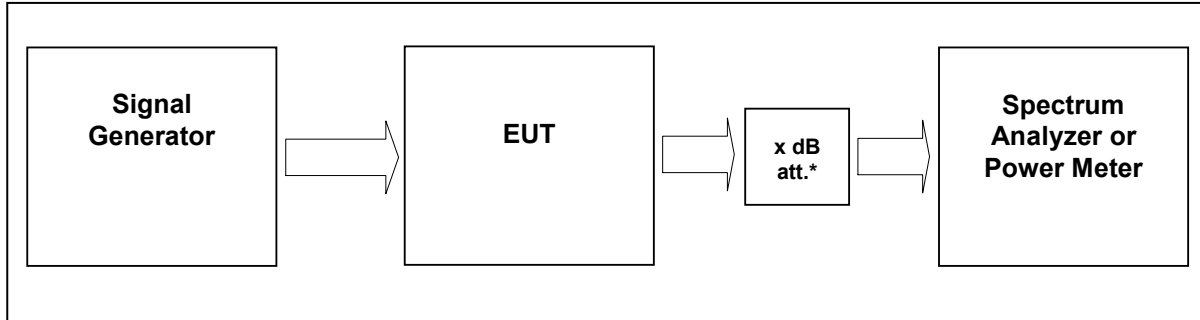 Signal
Generator
EUT
x dB
att.*
Spectrum
Analyzer or
Power Meter